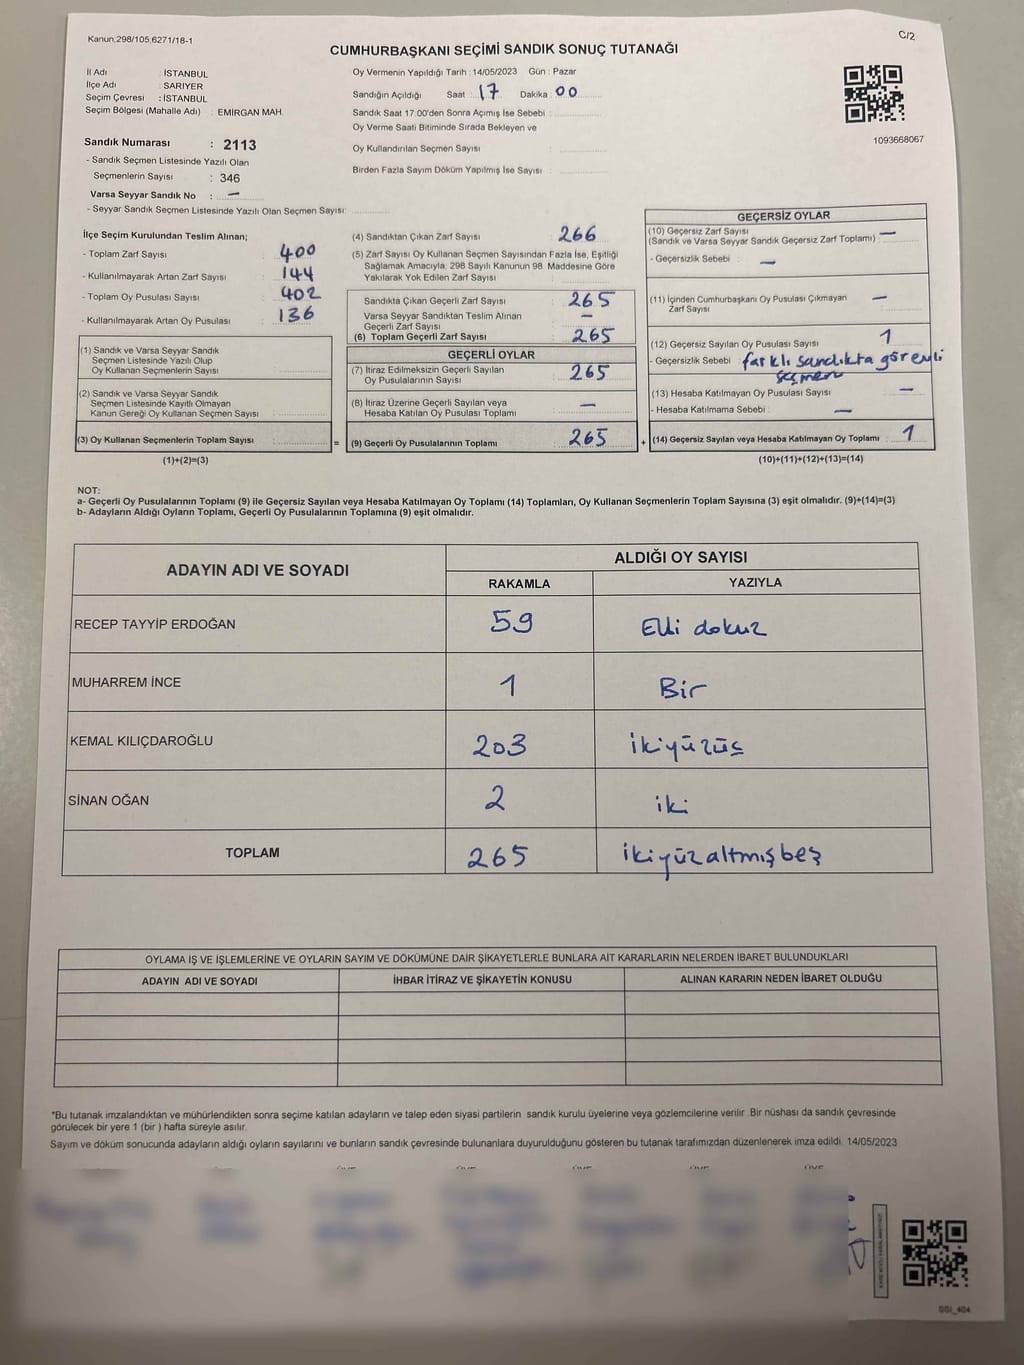 Kanun,298/105,6271/18-1
C/2
CUMHURBAŞKANI SEÇİMİ SANDIK SONUÇ TUTANAĞI
İl Adı : İSTANBUL
İlçe Adı : SARIYER
Seçim Çevresi : İSTANBUL
Seçim Bölgesi (Mahalle Adı) : EMIRGAN MAH.
Oy Vermenin Yapıldığı Tarih : 14/05/2023 Gün : Pazar
Sandığın Açıldığı Saat : 17 Dakika : 00
Sandık Saat 17.00'den Sonra Açımış İse Sebebi :
Oy Verme Saati Bitiminde Sırada Bekleyen ve
Oy Kullandırılan Seçmen Sayısı :
Birden Fazla Sayım Döküm Yapılmış İse Sayısı :
1093668067
Sandık Numarası : 2113
- Sandık Seçmen Listesinde Yazılı Olan
Seçmenlerin Sayısı : 346
Varsa Seyyar Sandık No : —
- Seyyar Sandık Seçmen Listesinde Yazılı Olan Seçmen Sayısı:
İlçe Seçim Kurulundan Teslim Alınan;
- Toplam Zarf Sayısı : 400
- Kullanılmayarak Artan Zarf Sayısı : 144
- Toplam Oy Pusulası Sayısı : 402
- Kullanılmayarak Artan Oy Pusulası : 136
(1) Sandık ve Varsa Seyyar Sandık
Seçmen Listesinde Yazılı Olup
Oy Kullanan Seçmenlerin Sayısı :
(2) Sandık ve Varsa Seyyar Sandık
Seçmen Listesinde Kayıtlı Olmayan
Kanun Gereği Oy Kullanan Seçmen Sayısı :
(3) Oy Kullanan Seçmenlerin Toplam Sayısı : =
(1)+(2)=(3)
(4) Sandıktan Çıkan Zarf Sayısı : 266
(5) Zarf Sayısı Oy Kullanan Seçmen Sayısından Fazla İse, Eşitliği
Sağlamak Amacıyla; 298 Sayılı Kanunun 98. Maddesine Göre
Yakılarak Yok Edilen Zarf Sayısı :
Sandıkta Çıkan Geçerli Zarf Sayısı : 265
Varsa Seyyar Sandıktan Teslim Alınan
Geçerli Zarf Sayısı : —
(6) Toplam Geçerli Zarf Sayısı : 265
GEÇERLİ OYLAR
(7) İtiraz Edilmeksizin Geçerli Sayılan
Oy Pusulalarının Sayısı : 265
(8) İtiraz Üzerine Geçerli Sayılan veya
Hesaba Katılan Oy Pusulası Toplamı : —
(9) Geçerli Oy Pusulalarının Toplamı : 265 +
GEÇERSİZ OYLAR
(10) Geçersiz Zarf Sayısı
(Sandık ve Varsa Seyyar Sandık Geçersiz Zarf Toplamı) : —
- Geçersizlik Sebebi : —
(11) İçinden Cumhurbaşkanı Oy Pusulası Çıkmayan
Zarf Sayısı : —
(12) Geçersiz Sayılan Oy Pusulası Sayısı : 1
- Geçersizlik Sebebi : farklı sandıkta görevli
seçmen
(13) Hesaba Katılmayan Oy Pusulası Sayısı : —
- Hesaba Katılmama Sebebi : —
(14) Geçersiz Sayılan veya Hesaba Katılmayan Oy Toplamı : 1
(10)+(11)+(12)+(13)=(14)
NOT:
a- Geçerli Oy Pusulalarının Toplamı (9) ile Geçersiz Sayılan veya Hesaba Katılmayan Oy Toplamı (14) Toplamları, Oy Kullanan Seçmenlerin Toplam Sayısına (3) eşit olmalıdır. (9)+(14)=(3)
b- Adayların Aldığı Oyların Toplamı, Geçerli Oy Pusulalarının Toplamına (9) eşit olmalıdır.
ADAYIN ADI VE SOYADI
ALDIĞI OY SAYISI
RAKAMLA YAZIYLA
RECEP TAYYİP ERDOĞAN 59 Elli dokuz
MUHARREM İNCE 1 Bir
KEMAL KILIÇDAROĞLU 203 İkiyüzüç
SİNAN OĞAN 2 iki
TOPLAM 265 ikiyüzaltmışbeş
OYLAMA İŞ VE İŞLEMLERİNE VE OYLARIN SAYIM VE DÖKÜMÜNE DAİR ŞİKAYETLERLE BUNLARA AİT KARARLARIN NELERDEN İBARET BULUNDUKLARI
ADAYIN ADI VE SOYADI İHBAR İTİRAZ VE ŞİKAYETİN KONUSU ALINAN KARARIN NEDEN İBARET OLDUĞU
*Bu tutanak imzalandıktan ve mühürlendikten sonra seçime katılan adayların ve talep eden siyasi partilerin sandık kurulu üyelerine veya gözlemcilerine verilir .Bir nüshası da sandık çevresinde
görülecek bir yere 1 (bir ) hafta süreyle asılır.
Sayım ve döküm sonucunda adayların aldığı oyların sayılarını ve bunların sandık çevresinde bulunanlara duyurulduğunu gösteren bu tutanak tarafımızdan düzenlenerek imza edildi. 14/05/2023
SSI_404